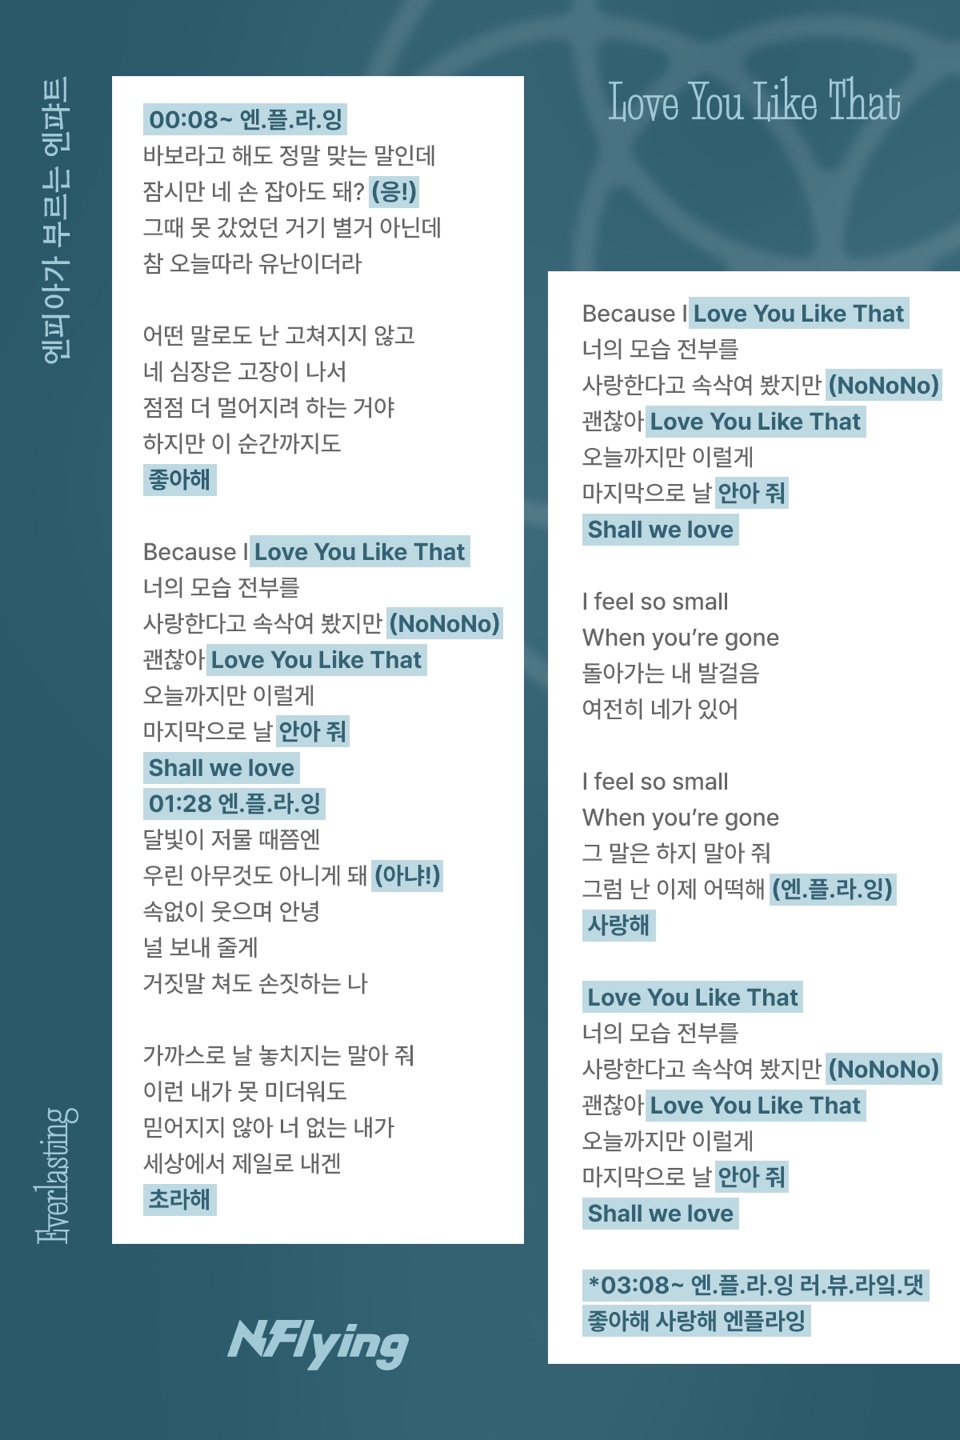 엔피아가 부르는 엔퍄트
Everlasting
00:08~ 엔.플.라.잉
바보라고 해도 정말 맞는 말인데
잠시만 네 손 잡아도 돼? (응!)
그때 못 갔었던 거기 별거 아닌데
참 오늘따라 유난이더라
어떤 말로도 난 고쳐지지 않고
네 심장은 고장이 나서
점점 더 멀어지려 하는 거야
하지만 이 순간까지도
좋아해
Because I Love You Like That
너의 모습 전부를
사랑한다고 속삭여 봤지만 (NoNoNo)
괜찮아 Love You Like That
오늘까지만 이럴게
마지막으로 날 안아 줘
Shall we love
01:28 엔.플.라.잉
달빛이 저물 때쯤엔
우린 아무것도 아니게 돼 (아냐!)
속없이 웃으며 안녕
널 보내 줄게
거짓말 쳐도 손짓하는 나
가까스로 날 놓치지는 말아 줘
이런 내가 못 미더워도
믿어지지 않아 너 없는 내가
세상에서 제일로 내겐
초라해
NFlying
Love You Like That
Because I Love You Like That
너의 모습 전부를
사랑한다고 속삭여 봤지만 (NoNoNo)
괜찮아 Love You Like That
오늘까지만 이럴게
마지막으로 날 안아 줘
Shall we love
I feel so small
When you’re gone
돌아가는 내 발걸음
여전히 네가 있어
I feel so small
When you’re gone
그 말은 하지 말아 줘
그럼 난 이제 어떡해 (엔.플.라.잉)
사랑해
Love You Like That
너의 모습 전부를
사랑한다고 속삭여 봤지만 (NoNoNo)
괜찮아 Love You Like That
오늘까지만 이럴게
마지막으로 날 안아 줘
Shall we love
*03:08~ 엔.플.라.잉 러.뷰.라잌.댓
좋아해 사랑해 엔플라잉